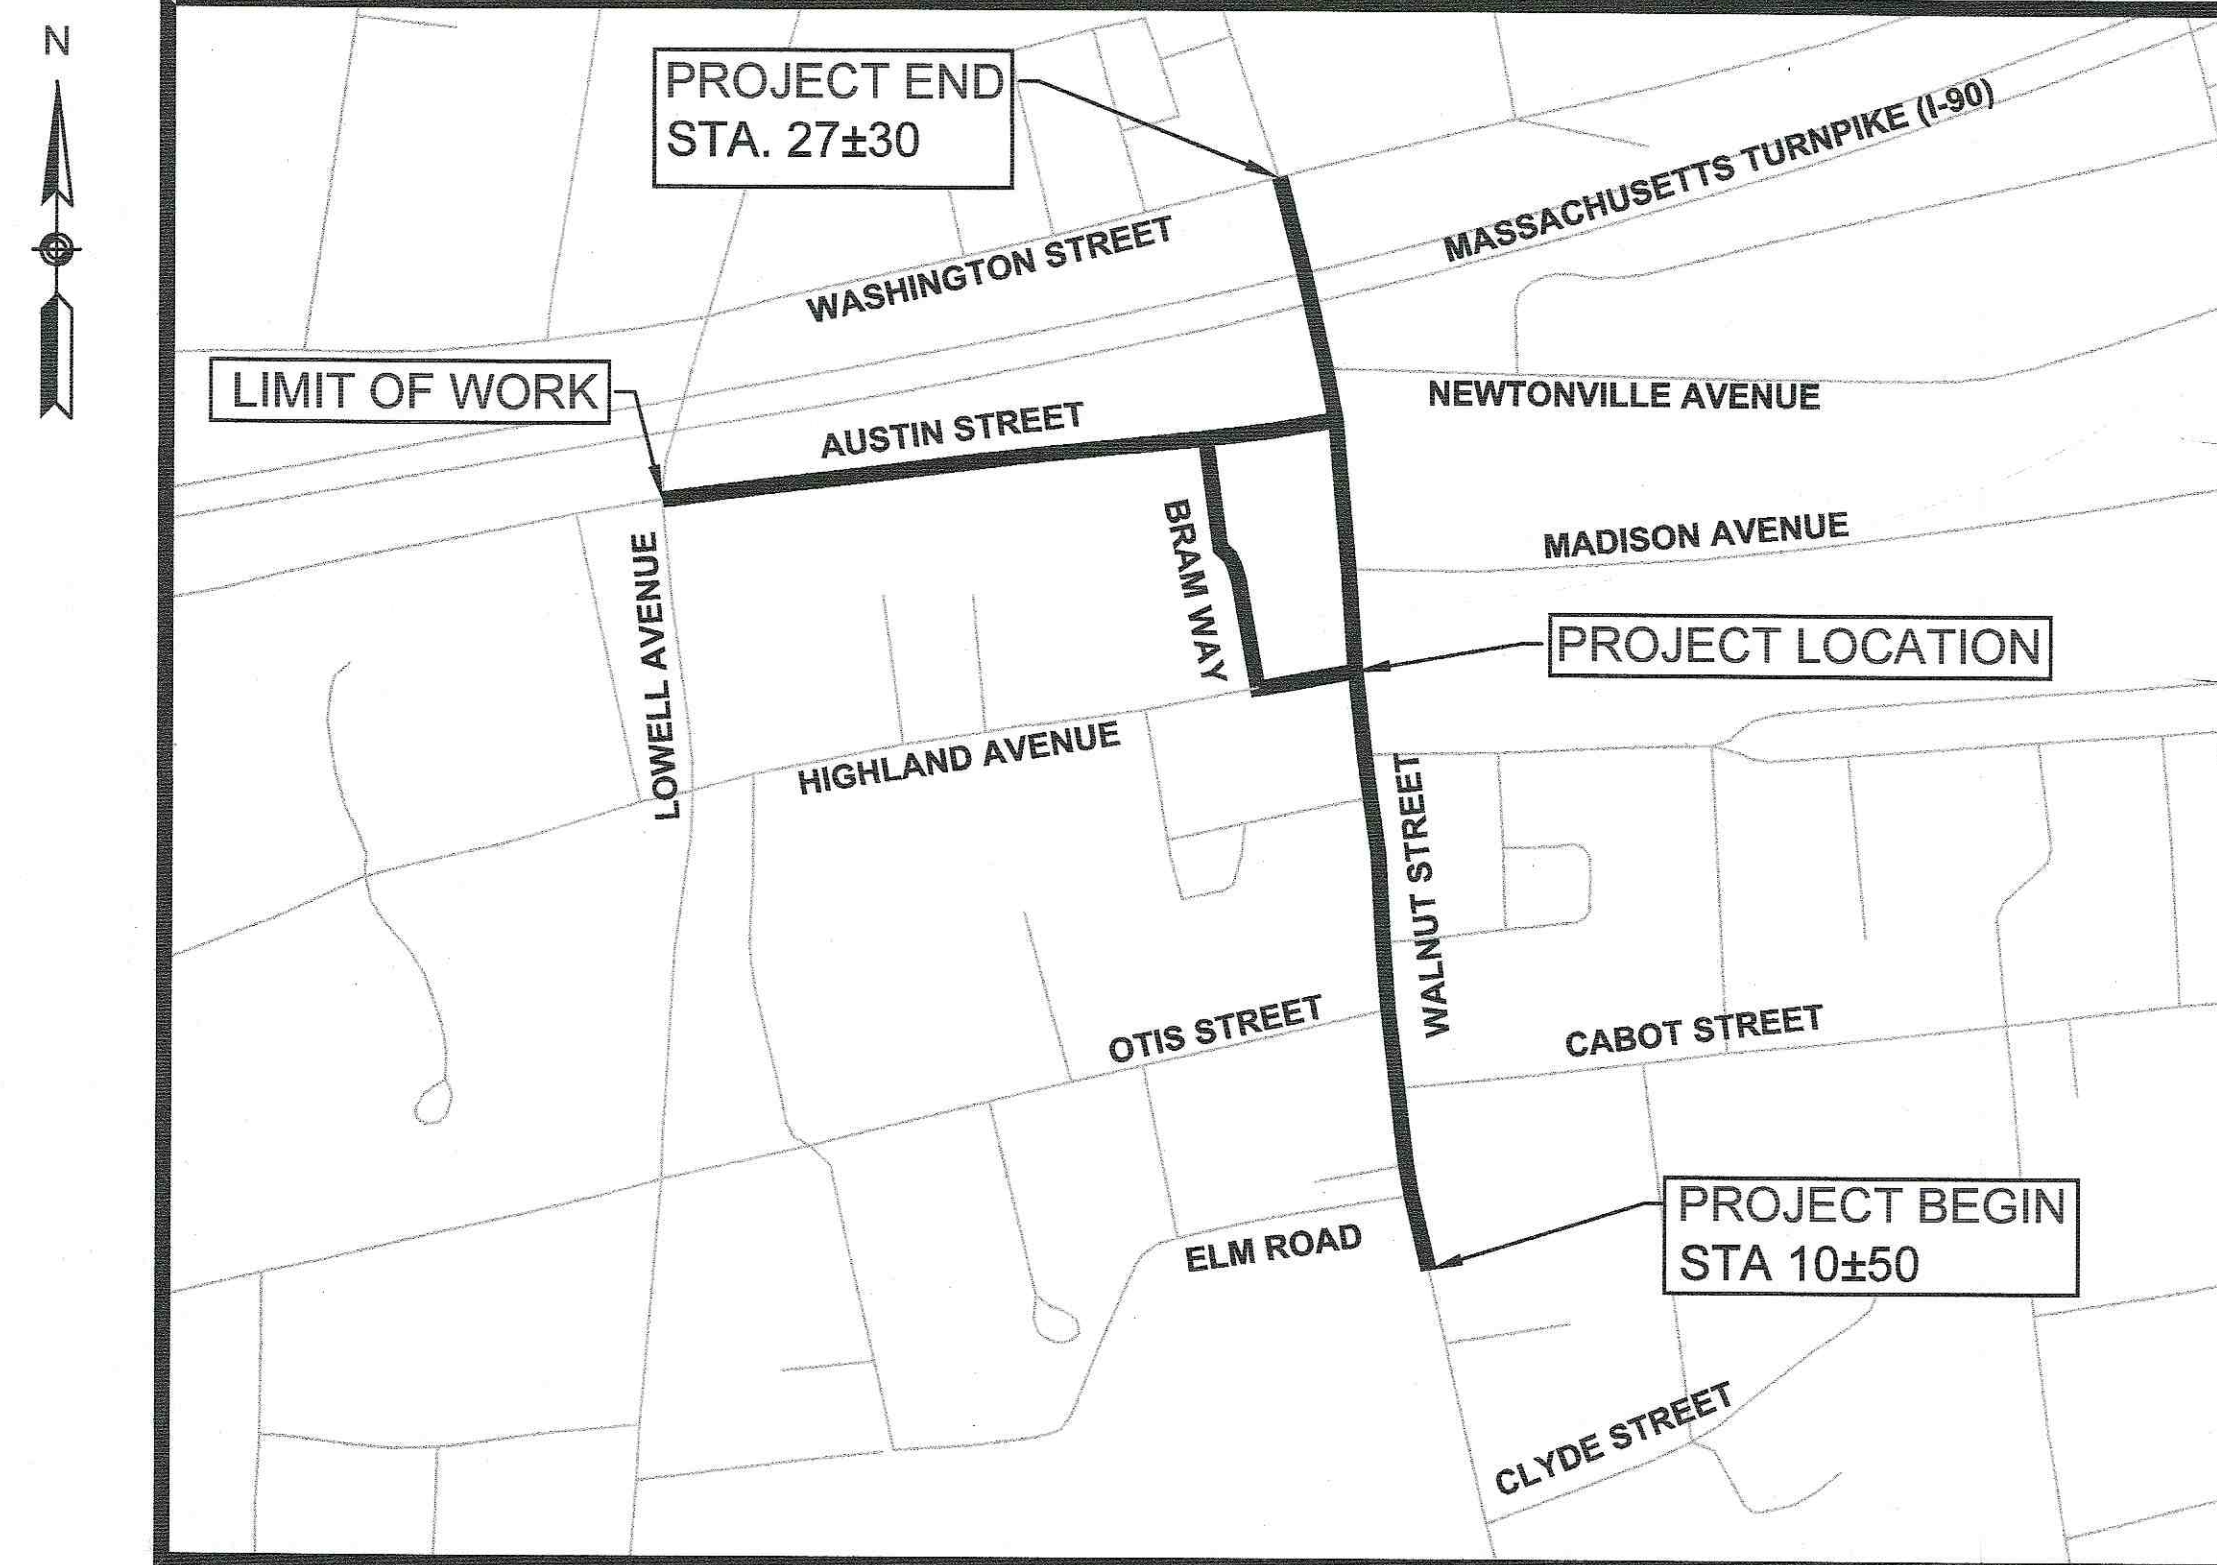 N
PROJECT END
STA. 27±30
MASSACHUSETTS TURNPIKE (I-90)
WASHINGTON STREET
LIMIT OF WORK
NEWTONVILLE AVENUE
AUSTIN STREET
BRAM WAY
MADISON AVENUE
LOWELL AVENUE
PROJECT LOCATION
HIGHLAND AVENUE
WALNUT STREET
OTIS STREET
CABOT STREET
PROJECT BEGIN
STA 10±50
ELM ROAD
CLYDE STREET